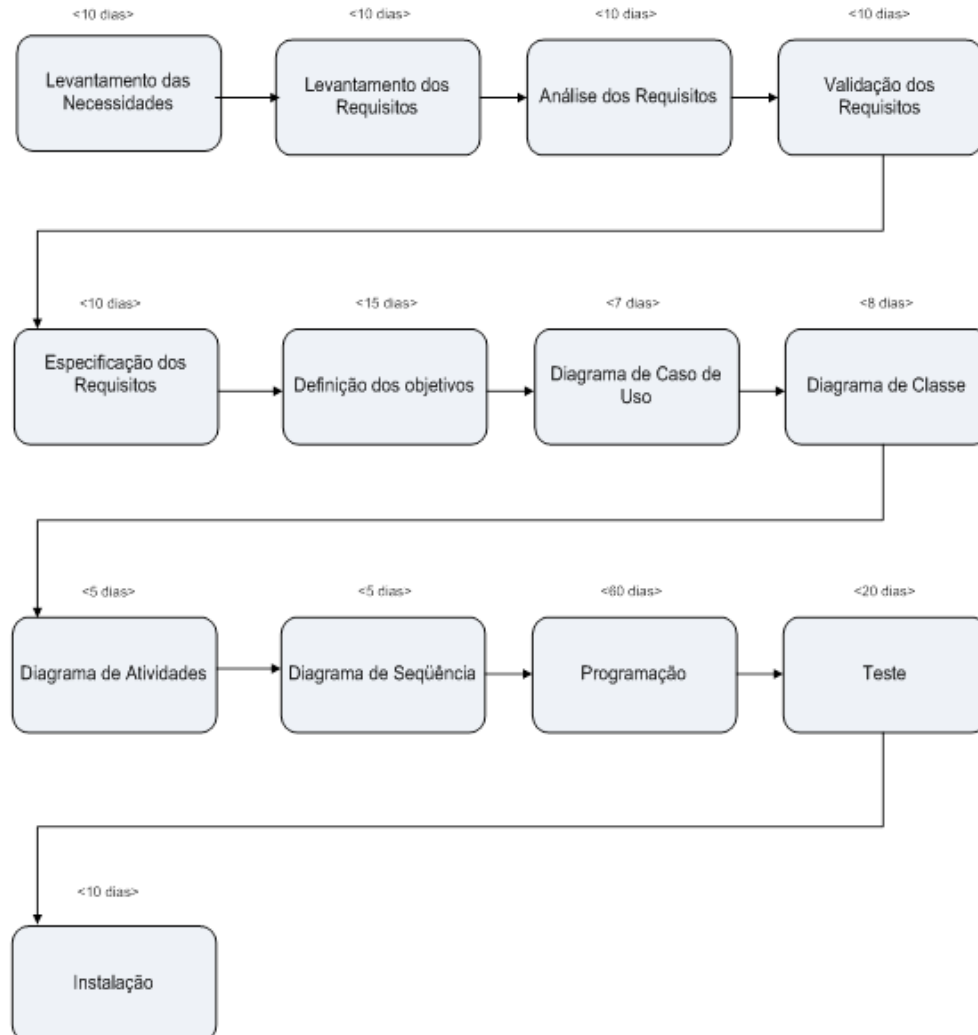 <10 dias>
<10 dias>
<10 dias>
<10 dias>
Levantamento das
Necessidades
Levantamento dos
Requisitos
Análise dos Requisitos
Validação dos
Requisitos
<10 dias>
<15 dias>
<7 dias>
<8 dias>
Especificação dos
Requisitos
Definição dos objetivos
Diagrama de Caso de
Uso
Diagrama de Classe
<5 dias>
<5 dias>
<60 dias>
<20 dias>
Diagrama de Atividades
Diagrama de Seqüência
Programação
Teste
<10 dias>
Instalação